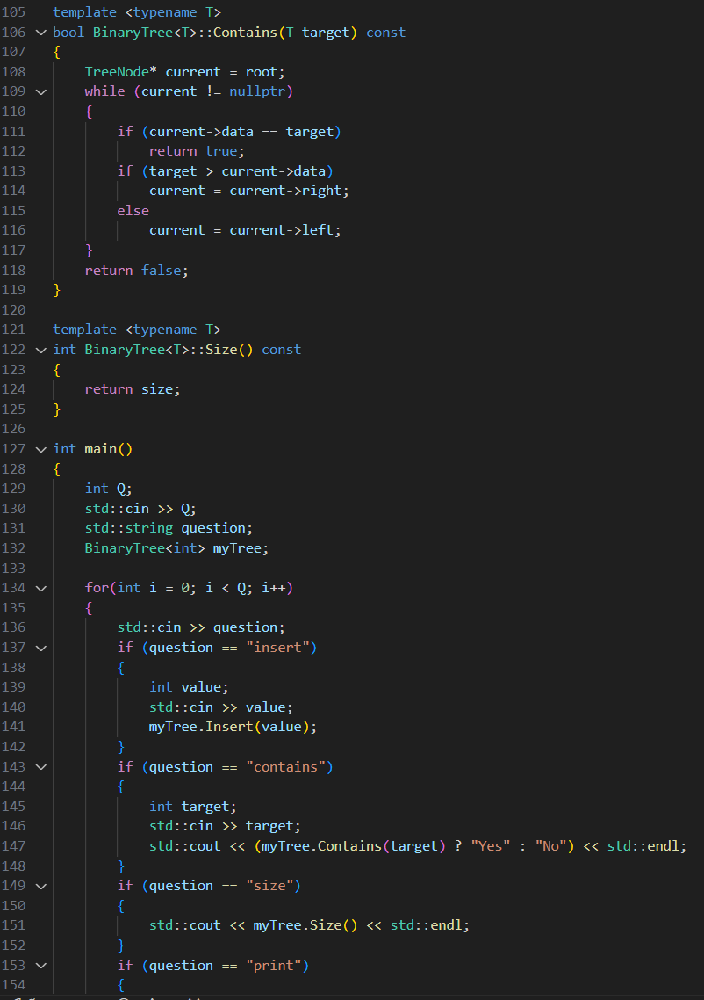 105 template <typename T>
106 bool BinaryTree<T>::Contains(T target) const
107 {
108     TreeNode* current = root;
109     while (current != nullptr)
110     {
111         if (current->data == target)
112             return true;
113         if (target > current->data)
114             current = current->right;
115         else
116             current = current->left;
117     }
118     return false;
119 }
120
121 template <typename T>
122 int BinaryTree<T>::Size() const
123 {
124     return size;
125 }
126
127 int main()
128 {
129     int Q;
130     std::cin >> Q;
131     std::string question;
132     BinaryTree<int> myTree;
133
134     for(int i = 0; i < Q; i++)
135     {
136         std::cin >> question;
137         if (question == "insert")
138         {
139             int value;
140             std::cin >> value;
141             myTree.Insert(value);
142         }
143         if (question == "contains")
144         {
145             int target;
146             std::cin >> target;
147             std::cout << (myTree.Contains(target) ? "Yes" : "No") << std::endl;
148         }
149         if (question == "size")
150         {
151             std::cout << myTree.Size() << std::endl;
152         }
153         if (question == "print")
154         {